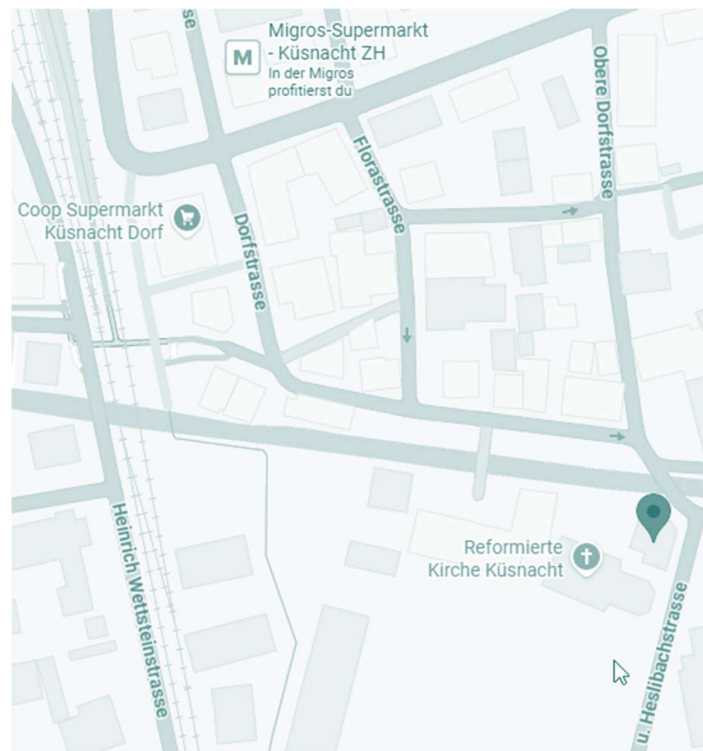 sse
Migros-Supermarkt
- Küsnacht ZH
In der Migros
profitierst du
M
Obere Dorfstrasse
Florastrasse
Coop Supermarkt
Küsnacht Dorf
Dorfstrasse
Heinrich Wettsteinstrasse
Reformierte
Kirche Küsnacht
u. Heslibachstrasse